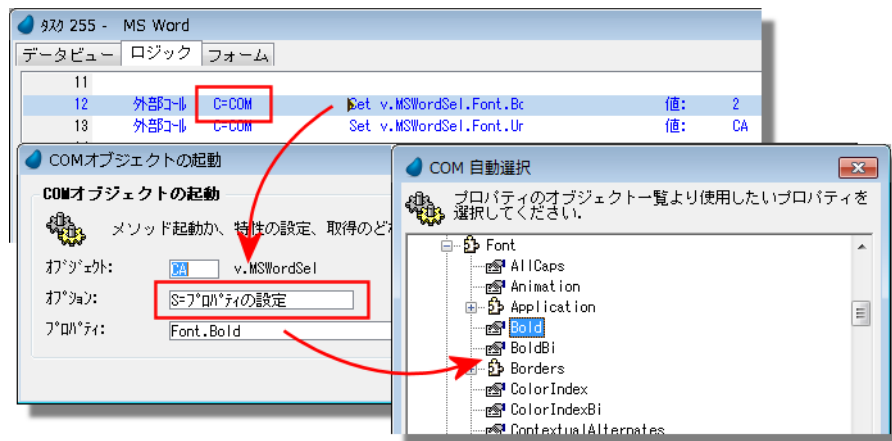 ﾀｽｸ 255 - MS Word
データビュー ロジック フォーム
11
12 外部ｺｰﾙ C=COM Set v.MSWordSel.Font.Bc 値: 2
13 外部ｺｰﾙ C=COM Set v.MSWordSel.Font.Ur 値: CA
COMオブジェクトの起動
COMオブジェクトの起動
メソッド起動か、特性の設定、取得のど
ｵﾌﾞｼﾞｪｸﾄ: CA v.MSWordSel
ｵﾌﾟｼｮﾝ: S=ﾌﾟﾛﾊﾟﾃｨの設定
ﾌﾟﾛﾊﾟﾃｨ: Font.Bold
COM 自動選択
プロパティのオブジェクト一覧より使用したいプロパティを
選択してください.
Font
AllCaps
Animation
Application
Bold
BoldBi
Borders
ColorIndex
ColorIndexBi
ContextualAlternates